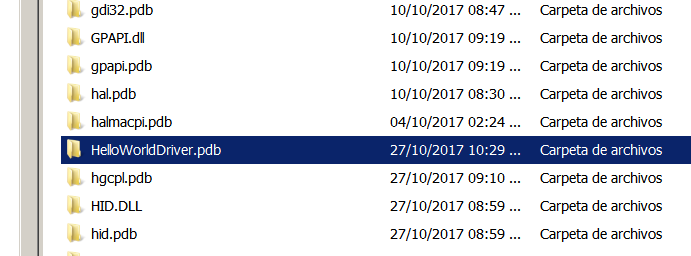 gdi32.pdb 10/10/2017 08:47 ... Carpeta de archivos
GPAPI.dll 10/10/2017 09:19 ... Carpeta de archivos
gpapi.pdb 10/10/2017 09:19 ... Carpeta de archivos
hal.pdb 10/10/2017 08:30 ... Carpeta de archivos
halmacpi.pdb 04/10/2017 02:24 ... Carpeta de archivos
HelloWorldDriver.pdb 27/10/2017 10:29 ... Carpeta de archivos
hgcpl.pdb 27/10/2017 09:10 ... Carpeta de archivos
HID.DLL 27/10/2017 08:59 ... Carpeta de archivos
hid.pdb 27/10/2017 08:59 ... Carpeta de archivos